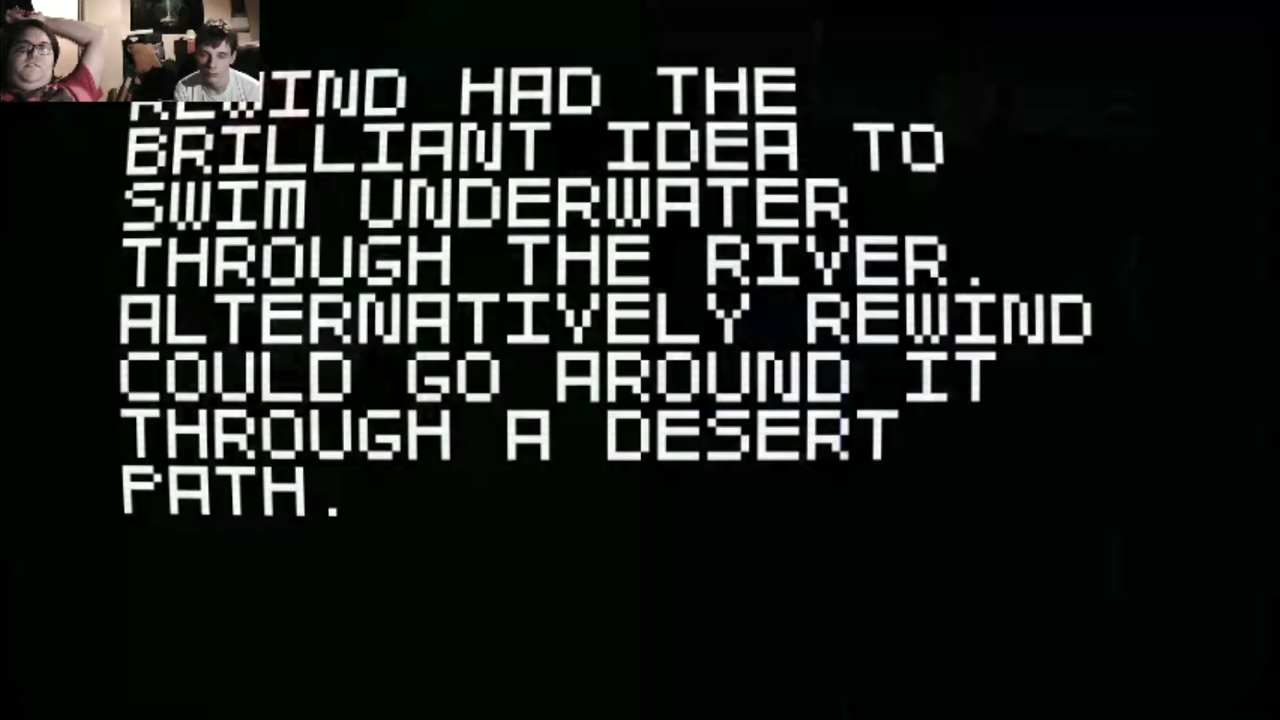 REWIND HAD THE
BRILLIANT IDEA TO
SWIM UNDERWATER
THROUGH THE RIVER.
ALTERNATIVELY REWIND
COULD GO AROUND IT
THROUGH A DESERT
PATH.